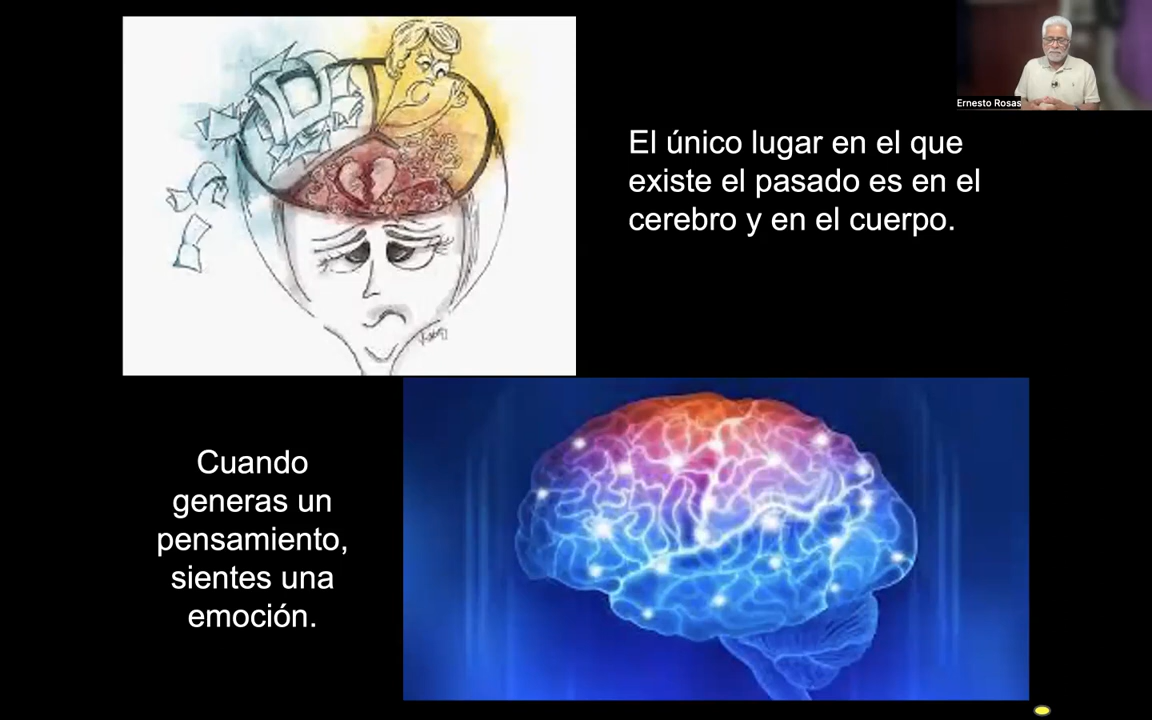 Ernesto Rosas
El único lugar en el que
existe el pasado es en el
cerebro y en el cuerpo.
Cuando
generas un
pensamiento,
sientes una
emoción.